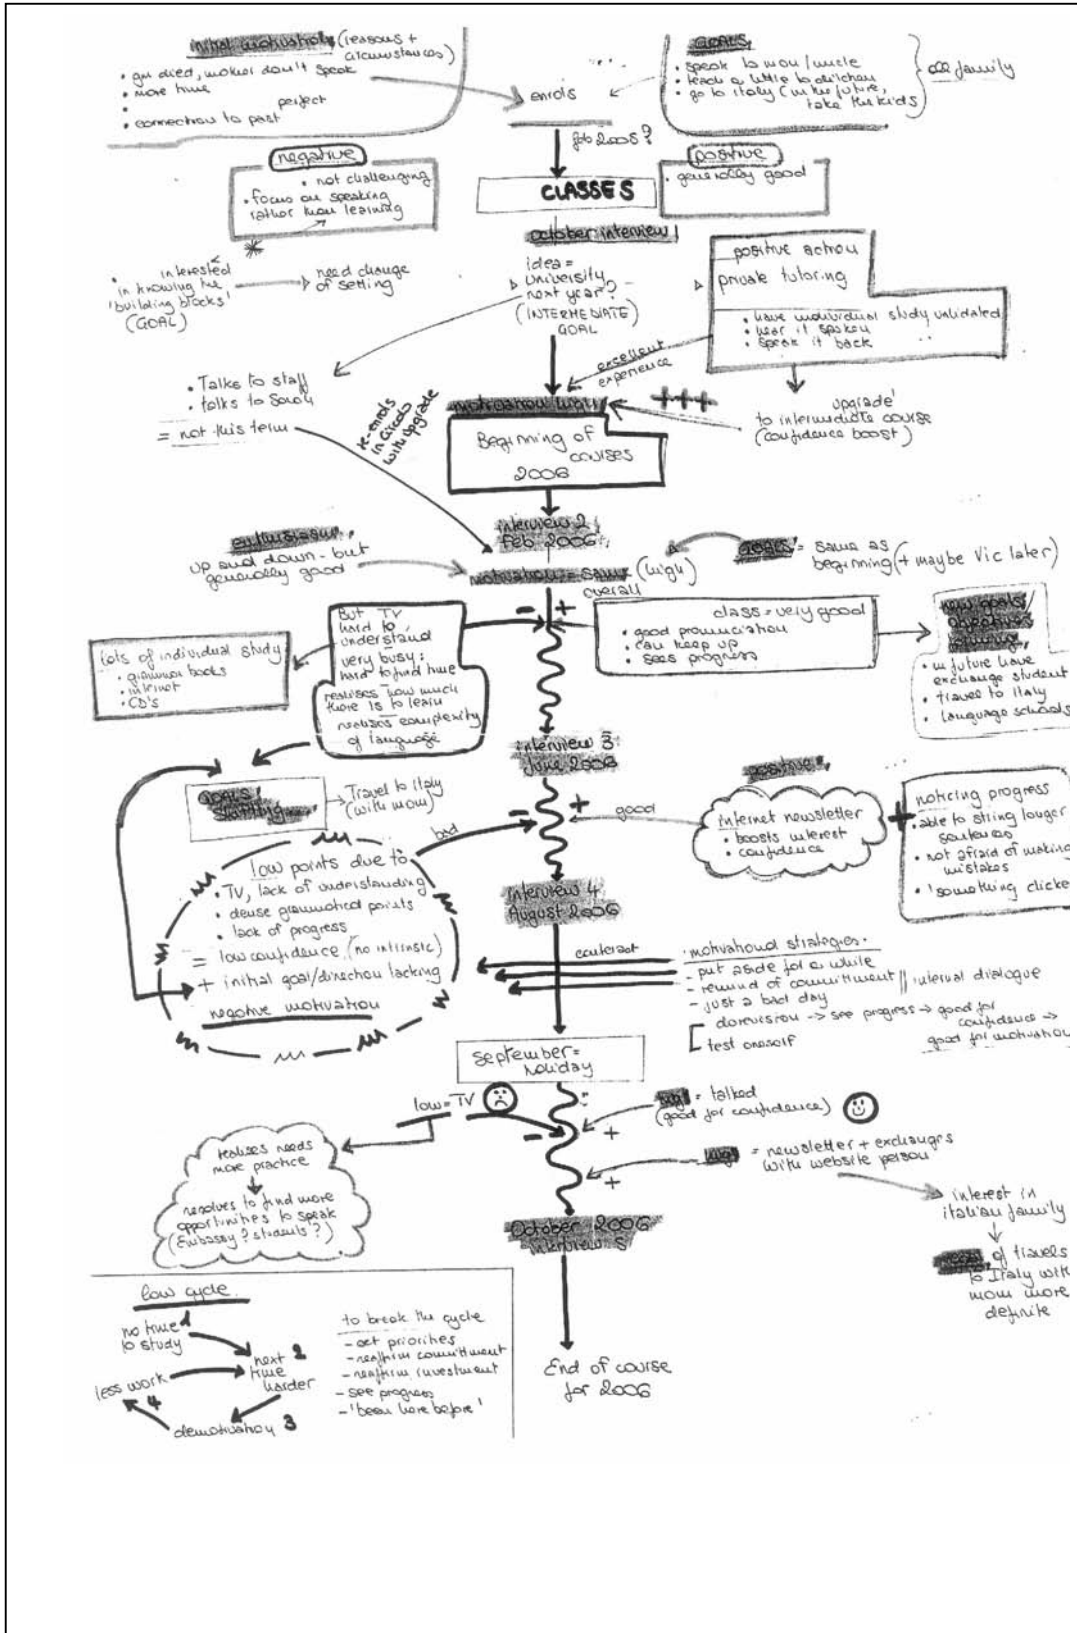 initial motivation (reasons +
circumstances)
died, mother don't speak
• more time
perfect
• connection to past
enrols
GOALS
• speak to mom/uncle
• teach a little to children
• go to Italy (in the future,
take the kids)
family
feb 2005?
negative
• not challenging
• focus on speaking
rather than learning
CLASSES
positive
• generally good
october interview
interested
in knowing the
'building blocks'
(GOAL)
need change
of setting
idea =
University
next year?
(INTERMEDIATE)
GOAL
positive action
private tutoring
• have individual study validated
• hear it spoken
• speak it back
excellent
experience
• Talks to staff
• talks to Sarah
= not this term
re-enrols
in Circolo
with upgrade
motivation high
+++
'upgrade'
to intermediate course
(confidence boost)
Beginning of
courses
2006
interview 2
Feb 2006
enthusiasm
up and down - but
generally good
motivation = same (high)
overall
GOALS = same as
beginning (+ maybe Vic later)
- +
But TV
hard to
understand
very busy:
hard to find time
realises how much
there is to learn
realises complexity
of language
lots of individual study
• grammar books
• internet
• CD's
class = very good
• good pronunciation
• can keep up
• sees progress
new goals/
objectives
• in future have
exchange student
• travel to Italy
• language schools
interview 3
June 2006
GOALS
Shifting
Travel to Italy
(with mom)
bad
- +
good
positive
internet newsletter
• boosts interest
• confidence
+
noticing progress
• able to string longer
sentences
• not afraid of making
mistakes
• 'something clicke
low points due to
• TV, lack of understanding
• dense grammatical points
• lack of progress
= low confidence (no intrinsic)
+ initial goal/direction lacking
negative motivation
interview 4
August 2006
contract
motivational strategies
- put aside for a while
- remind of commitment || internal dialogue
- just a bad day
do revision -> see progress -> good for
confidence ->
good for motivation
test oneself
September =
holiday
low = TV
- +
high = talked
(good for confidence)
high = newsletter + exchanges
with website person
+
realises needs
more practice
resolves to find more
opportunities to speak
(Embassy? students?)
interest in
italian family
October 2006
interview 5
of travels
to Italy with
mom more
definite
low cycle
no time 1
to study
next 2
time
harder
less work
4
demotivation 3
to break the cycle
- set priorities
- reaffirm commitment
- reaffirm investment
- see progress
- 'been here before'
End of course
for 2006